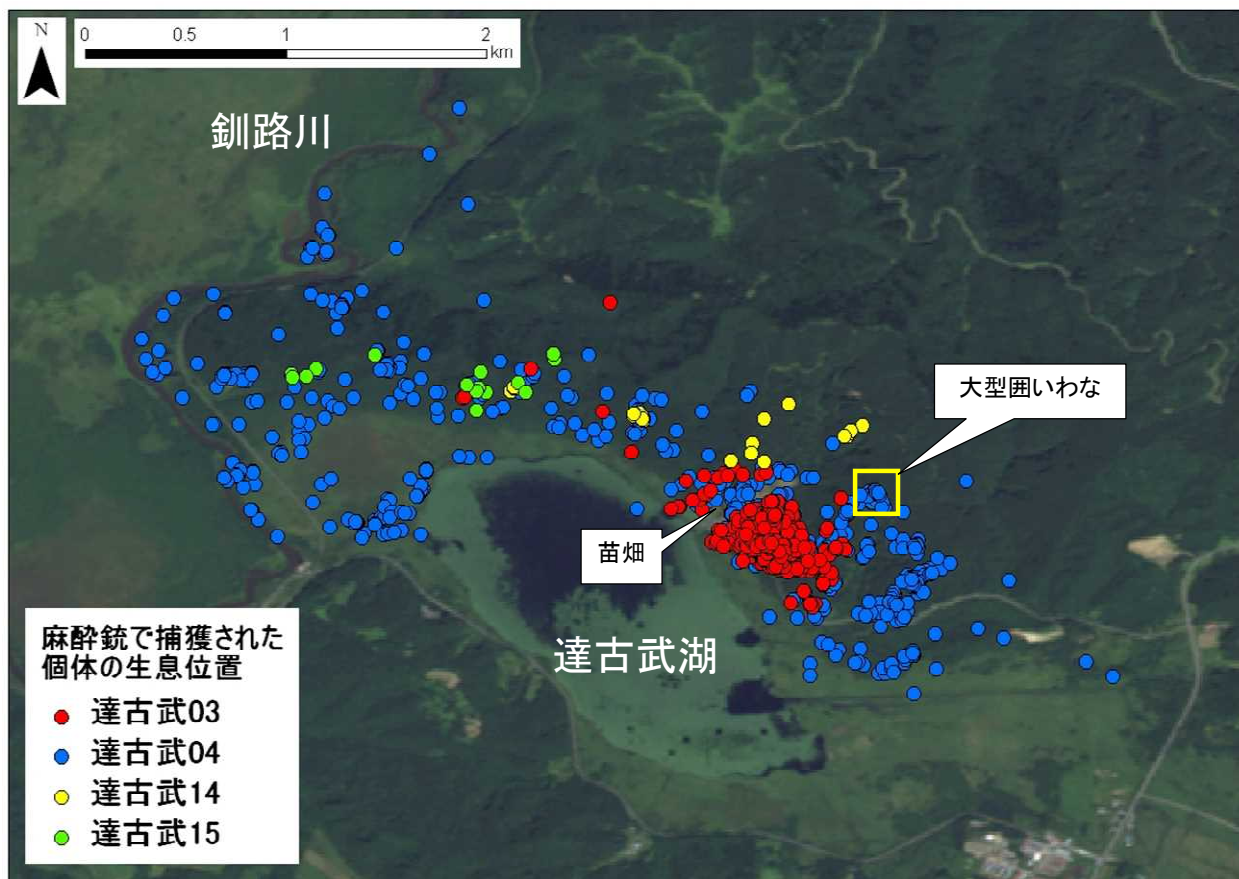 N
0 0.5 1 2
km
釧路川
大型囲いわな
苗畑
達古武湖
麻酔銃で捕獲された
個体の生息位置
達古武03
達古武04
達古武14
達古武15